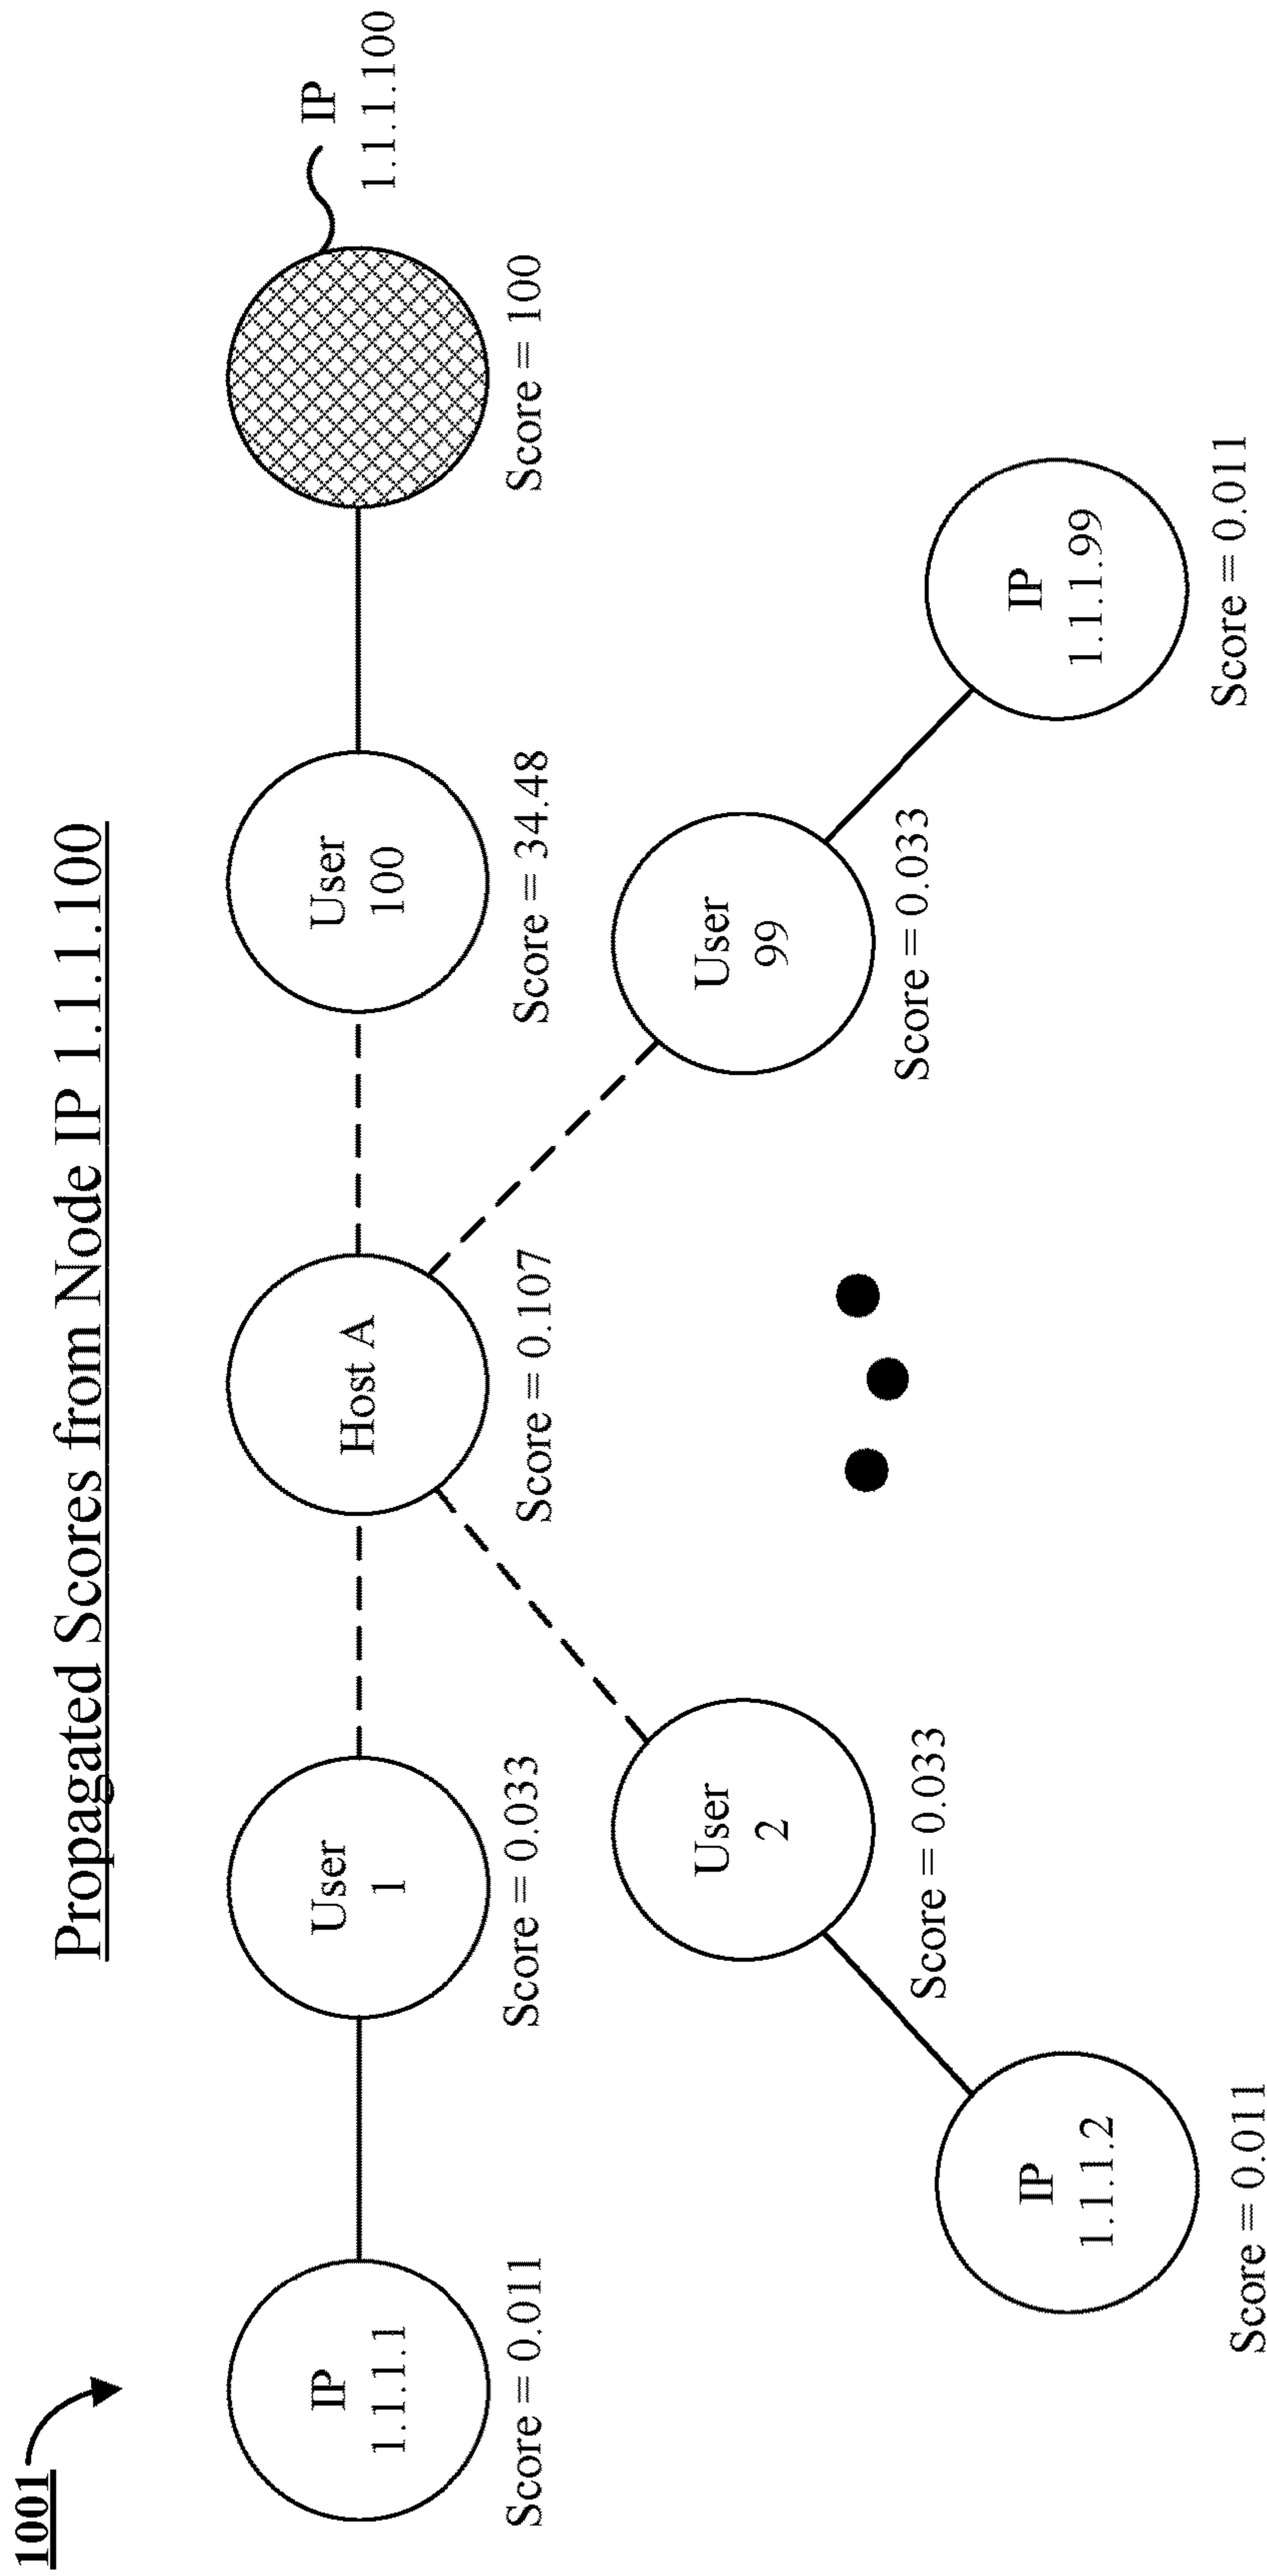 1001
Propagated Scores from Node IP 1.1.1.100
IP
1.1.1.1
Score = 0.011
User
1
Score = 0.033
Host A
Score = 0.107
User
100
Score = 34.48
IP
1.1.1.100
Score = 100
User
2
Score = 0.033
IP
1.1.1.2
Score = 0.011
User
99
Score = 0.033
IP
1.1.1.99
Score = 0.011